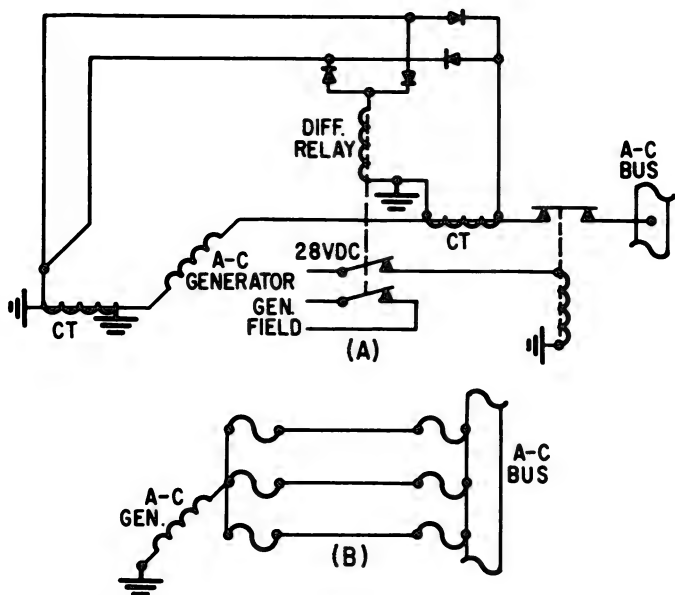 DIFF.
RELAY
A-C
BUS
CT
28VDC
A-C
GENERATOR
GEN.
FIELD
CT
(A)
A-C
GEN.
A-C
BUS
(B)